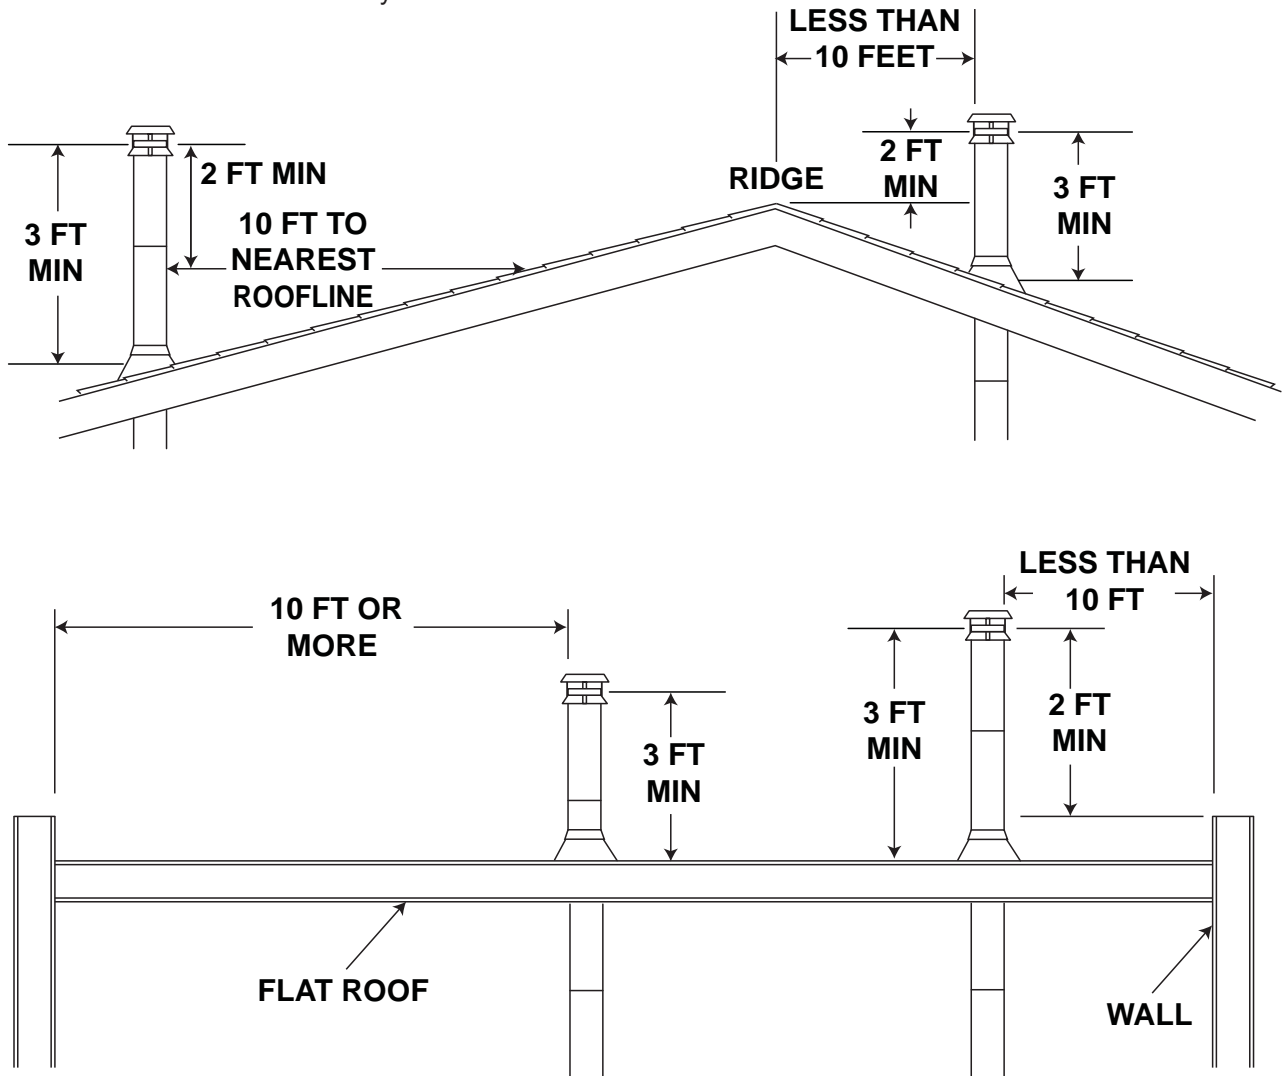 LESS THAN
10 FEET
2 FT MIN
3 FT
MIN
10 FT TO
NEAREST
ROOFLINE
RIDGE
2 FT
MIN
3 FT
MIN
10 FT OR
MORE
3 FT
MIN
LESS THAN
10 FT
3 FT
MIN
2 FT
MIN
FLAT ROOF
WALL